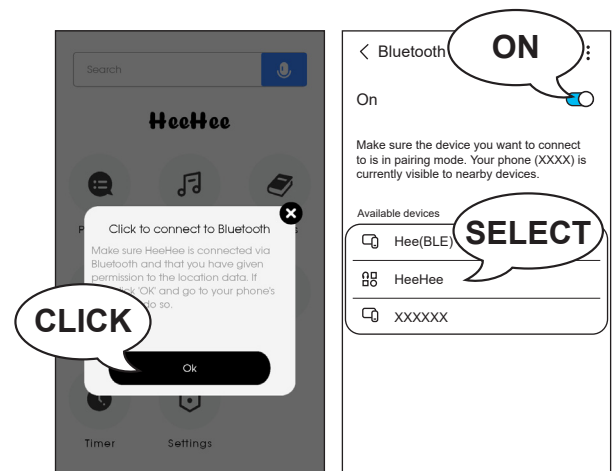 Search
HeeHee
Click to connect to Bluetooth
Make sure HeeHee is connected via
Bluetooth and that you have given
permission to the location data. If
'OK' and go to your phone's
do so.
CLICK
Ok
Timer
Settings
Bluetooth
ON
On
Make sure the device you want to connect
to is in pairing mode. Your phone (XXXX) is
currently visible to nearby devices.
Available devices
Hee(BLE)
SELECT
HeeHee
XXXXXX